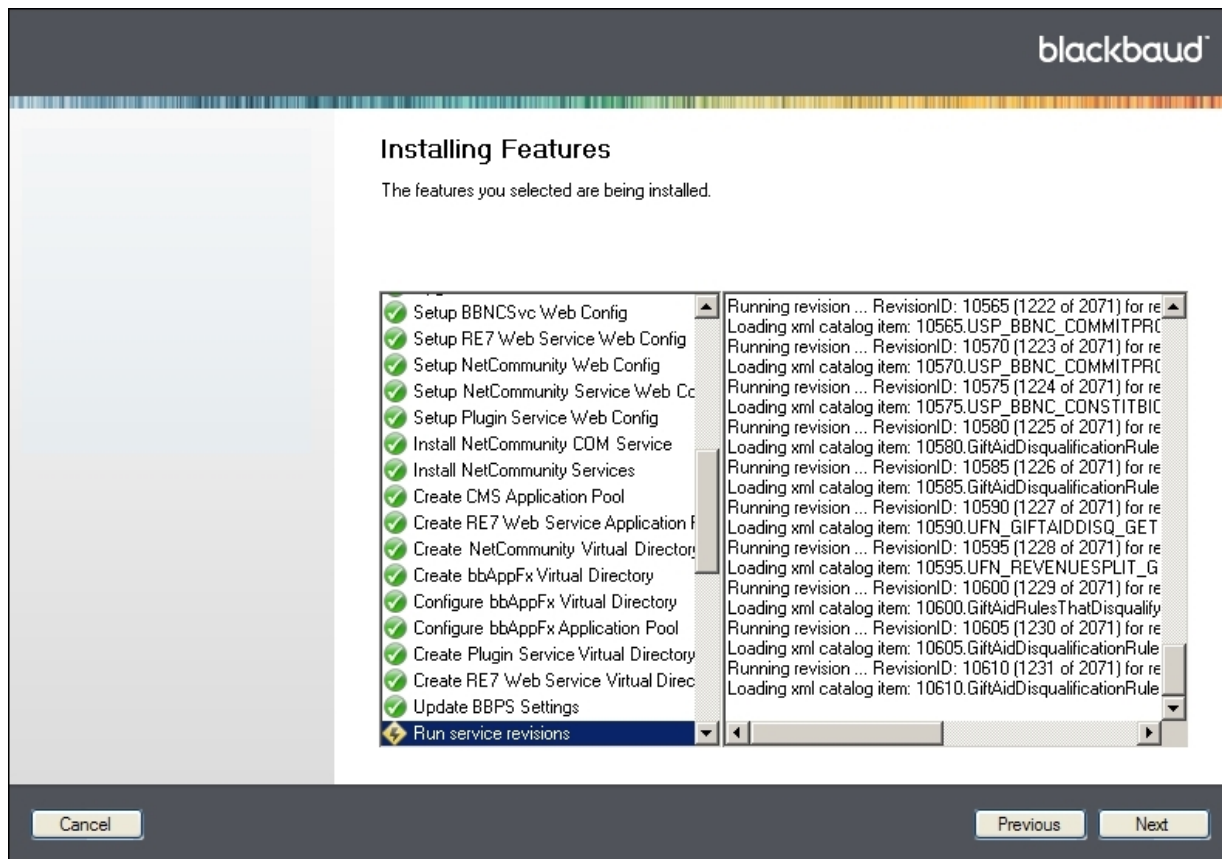 blackbaud
Installing Features
The features you selected are being installed.
Setup BBNCSvc Web Config
Setup RE7 Web Service Web Config
Setup NetCommunity Web Config
Setup NetCommunity Service Web Co
Setup Plugin Service Web Config
Install NetCommunity COM Service
Install NetCommunity Services
Create CMS Application Pool
Create RE7 Web Service Application
Create NetCommunity Virtual Directory
Create bbAppFx Virtual Directory
Configure bbAppFx Virtual Directory
Configure bbAppFx Application Pool
Create Plugin Service Virtual Directory
Create RE7 Web Service Virtual Direc
Update BBPS Settings
Run service revisions
Running revision ... RevisionID: 10565 (1222 of 2071) for re
Loading xml catalog item: 10565.USP_BBNC_COMMITPRO
Running revision ... RevisionID: 10570 (1223 of 2071) for re
Loading xml catalog item: 10570.USP_BBNC_COMMITPRO
Running revision ... RevisionID: 10575 (1224 of 2071) for re
Loading xml catalog item: 10575.USP_BBNC_CONSTITBIO
Running revision ... RevisionID: 10580 (1225 of 2071) for re
Loading xml catalog item: 10580.GiftAidDisqualificationRule
Running revision ... RevisionID: 10585 (1226 of 2071) for re
Loading xml catalog item: 10585.GiftAidDisqualificationRule
Running revision ... RevisionID: 10590 (1227 of 2071) for re
Loading xml catalog item: 10590.UFN_GIFTAIDDISQ_GET
Running revision ... RevisionID: 10595 (1228 of 2071) for re
Loading xml catalog item: 10595.UFN_REVENUESPLIT_G
Running revision ... RevisionID: 10600 (1229 of 2071) for re
Loading xml catalog item: 10600.GiftAidRulesThatDisqualify
Running revision ... RevisionID: 10605 (1230 of 2071) for re
Loading xml catalog item: 10605.GiftAidDisqualificationRule
Running revision ... RevisionID: 10610 (1231 of 2071) for re
Loading xml catalog item: 10610.GiftAidDisqualificationRule
Cancel
Previous
Next